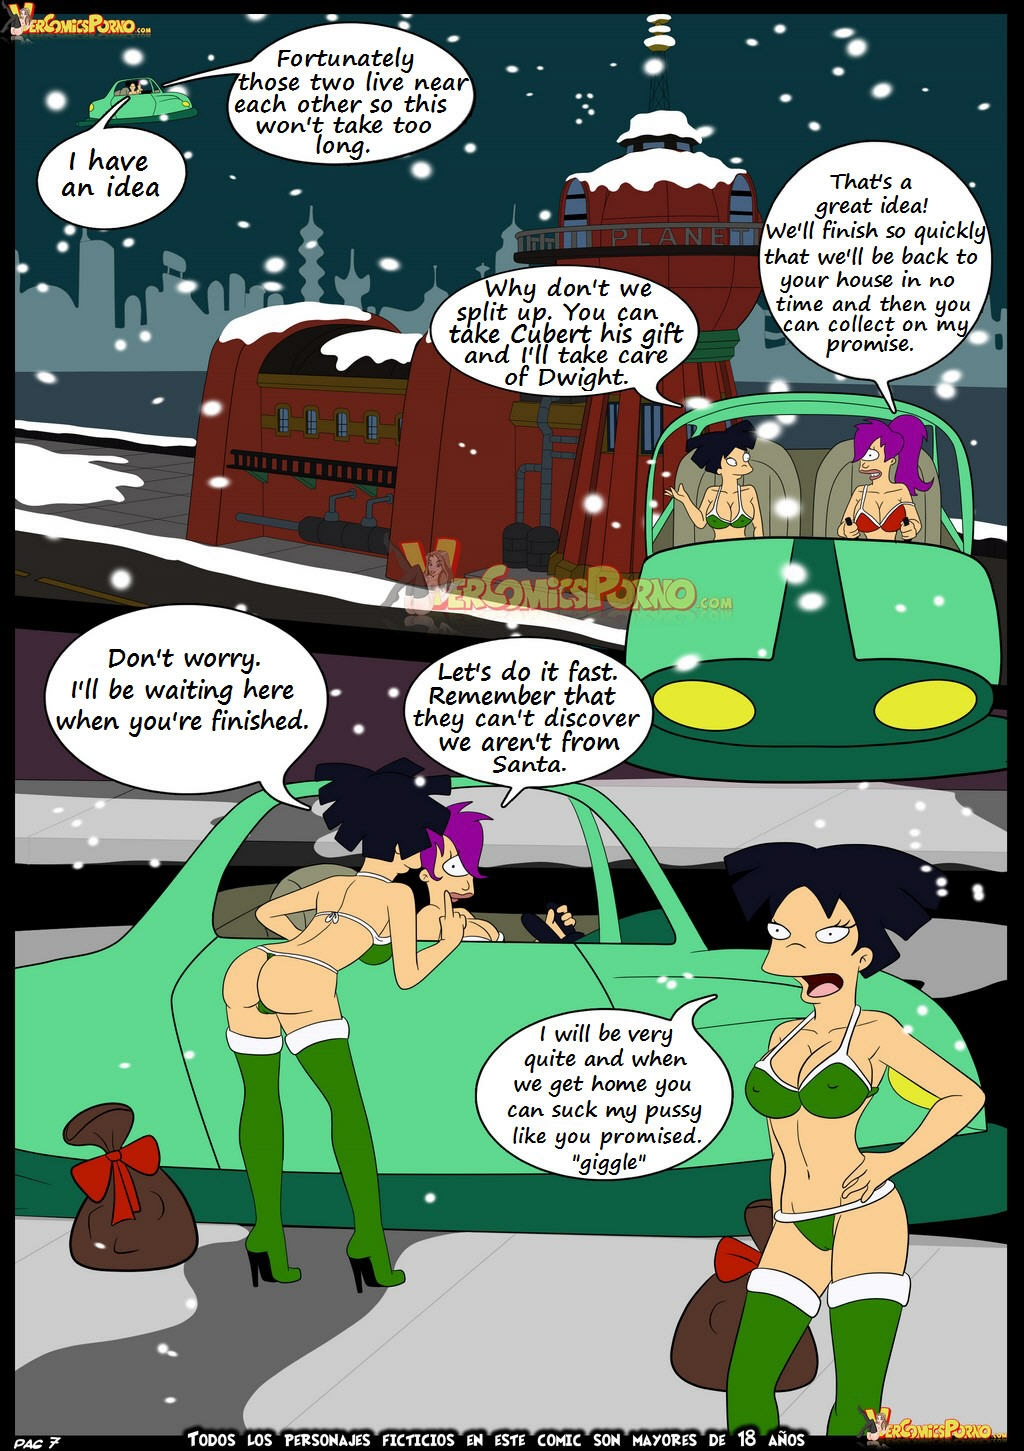 VERCOMICSPORNO.COM
Fortunately
those two live near
each other so this
won't take too
long.
I have
an idea
PLANET
That's a
great idea!
We'll finish so quickly
that we'll be back to
your house in no
time and then you
can collect on my
promise.
Why don't we
split up. You can
take Cubert his gift
and I'll take care
of Dwight.
VERCOMICSPORNO.COM
Don't worry.
I'll be waiting here
when you're finished.
Let's do it fast.
Remember that
they can't discover
we aren't from
Santa.
I will be very
quite and when
we get home you
can suck my pussy
like you promised.
"giggle"
VERCOMICSPORNO.COM
PAG 7
TODOS LOS PERSONAJES FICTICIOS EN ESTE COMIC SON MAYORES DE 18 AÑOS